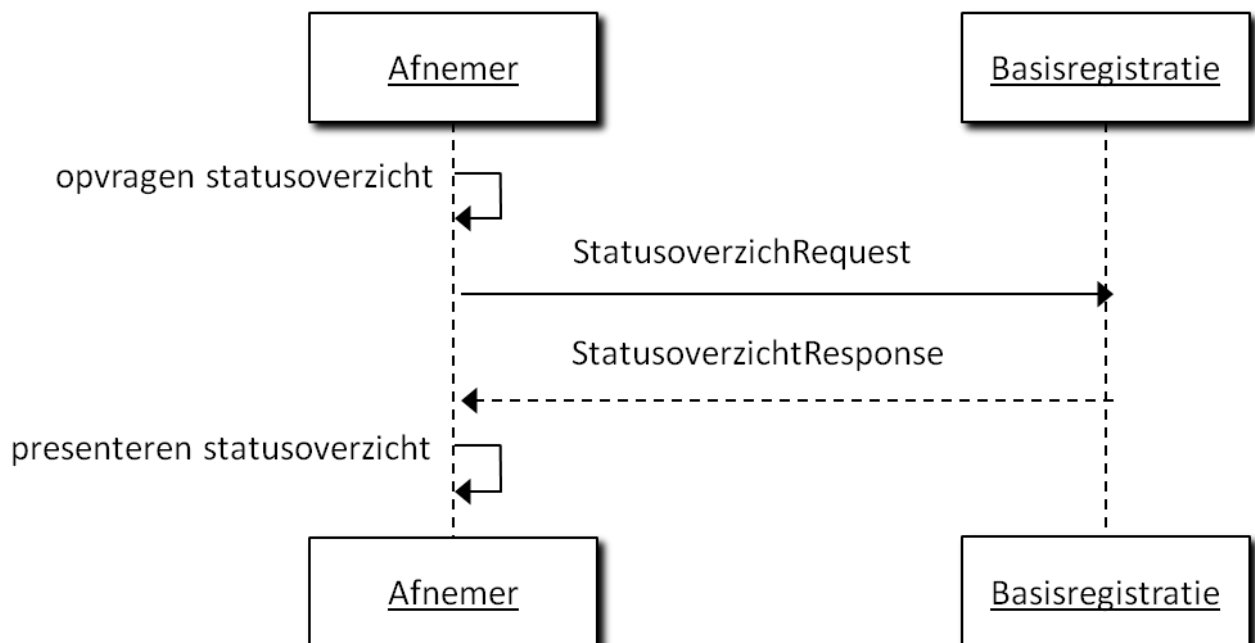 Afnemer
Basisregistratie
opvragen statusoverzicht
StatusoverzichRequest
StatusoverzichtResponse
presenteren statusoverzicht
Afnemer
Basisregistratie